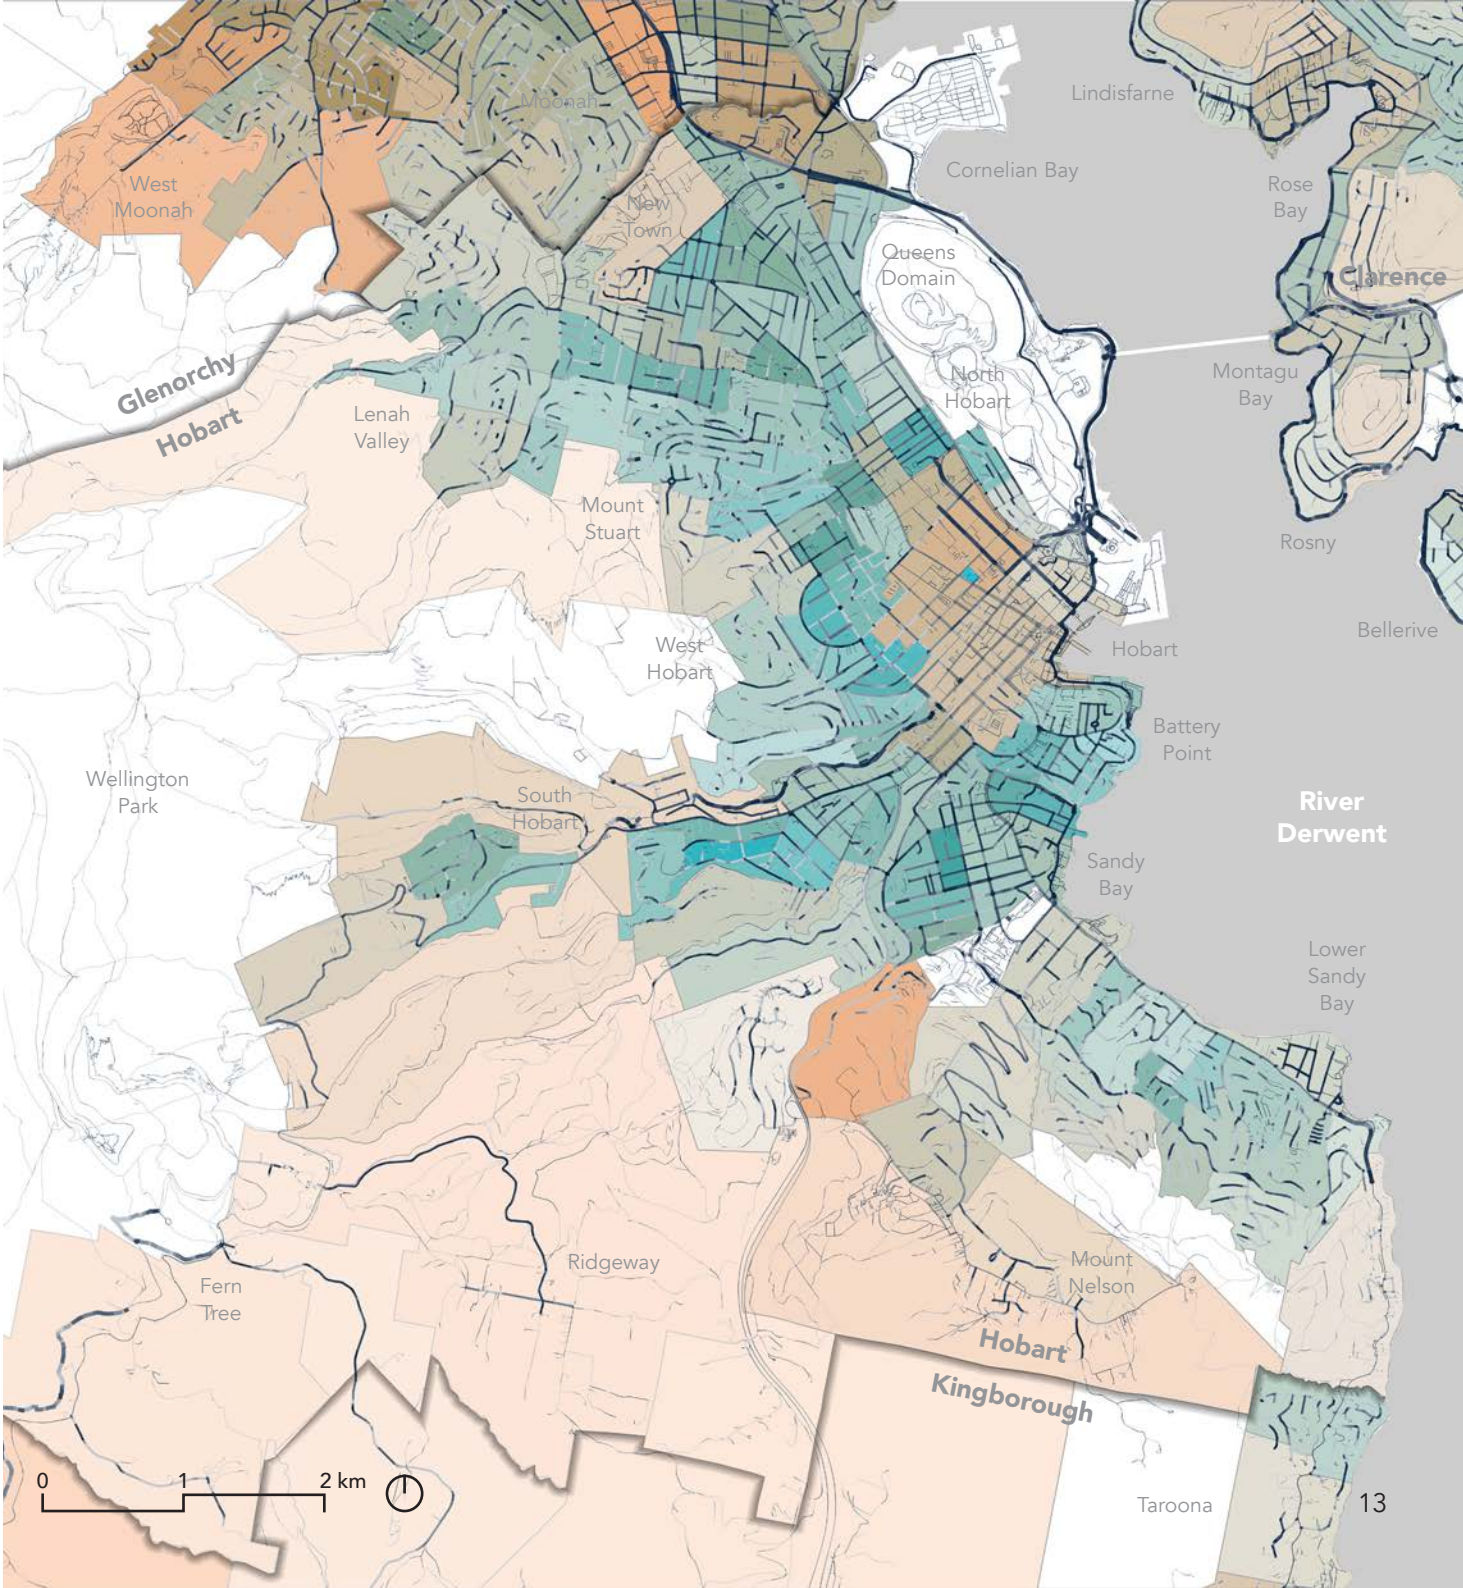 Moonah
Lindisfarne
Cornelian Bay
West
Moonah
Rose
Bay
New
Town
Queens
Domain
Clarence
Glenorchy
Hobart
North
Hobart
Montagu
Bay
Lenah
Valley
Mount
Stuart
Rosny
Bellerive
West
Hobart
Hobart
Battery
Point
Wellington
Park
South
Hobart
River
Derwent
Sandy
Bay
Lower
Sandy
Bay
Ridgeway
Mount
Nelson
Fern
Tree
Hobart
Kingborough
0 1 2 km
Taroona
13